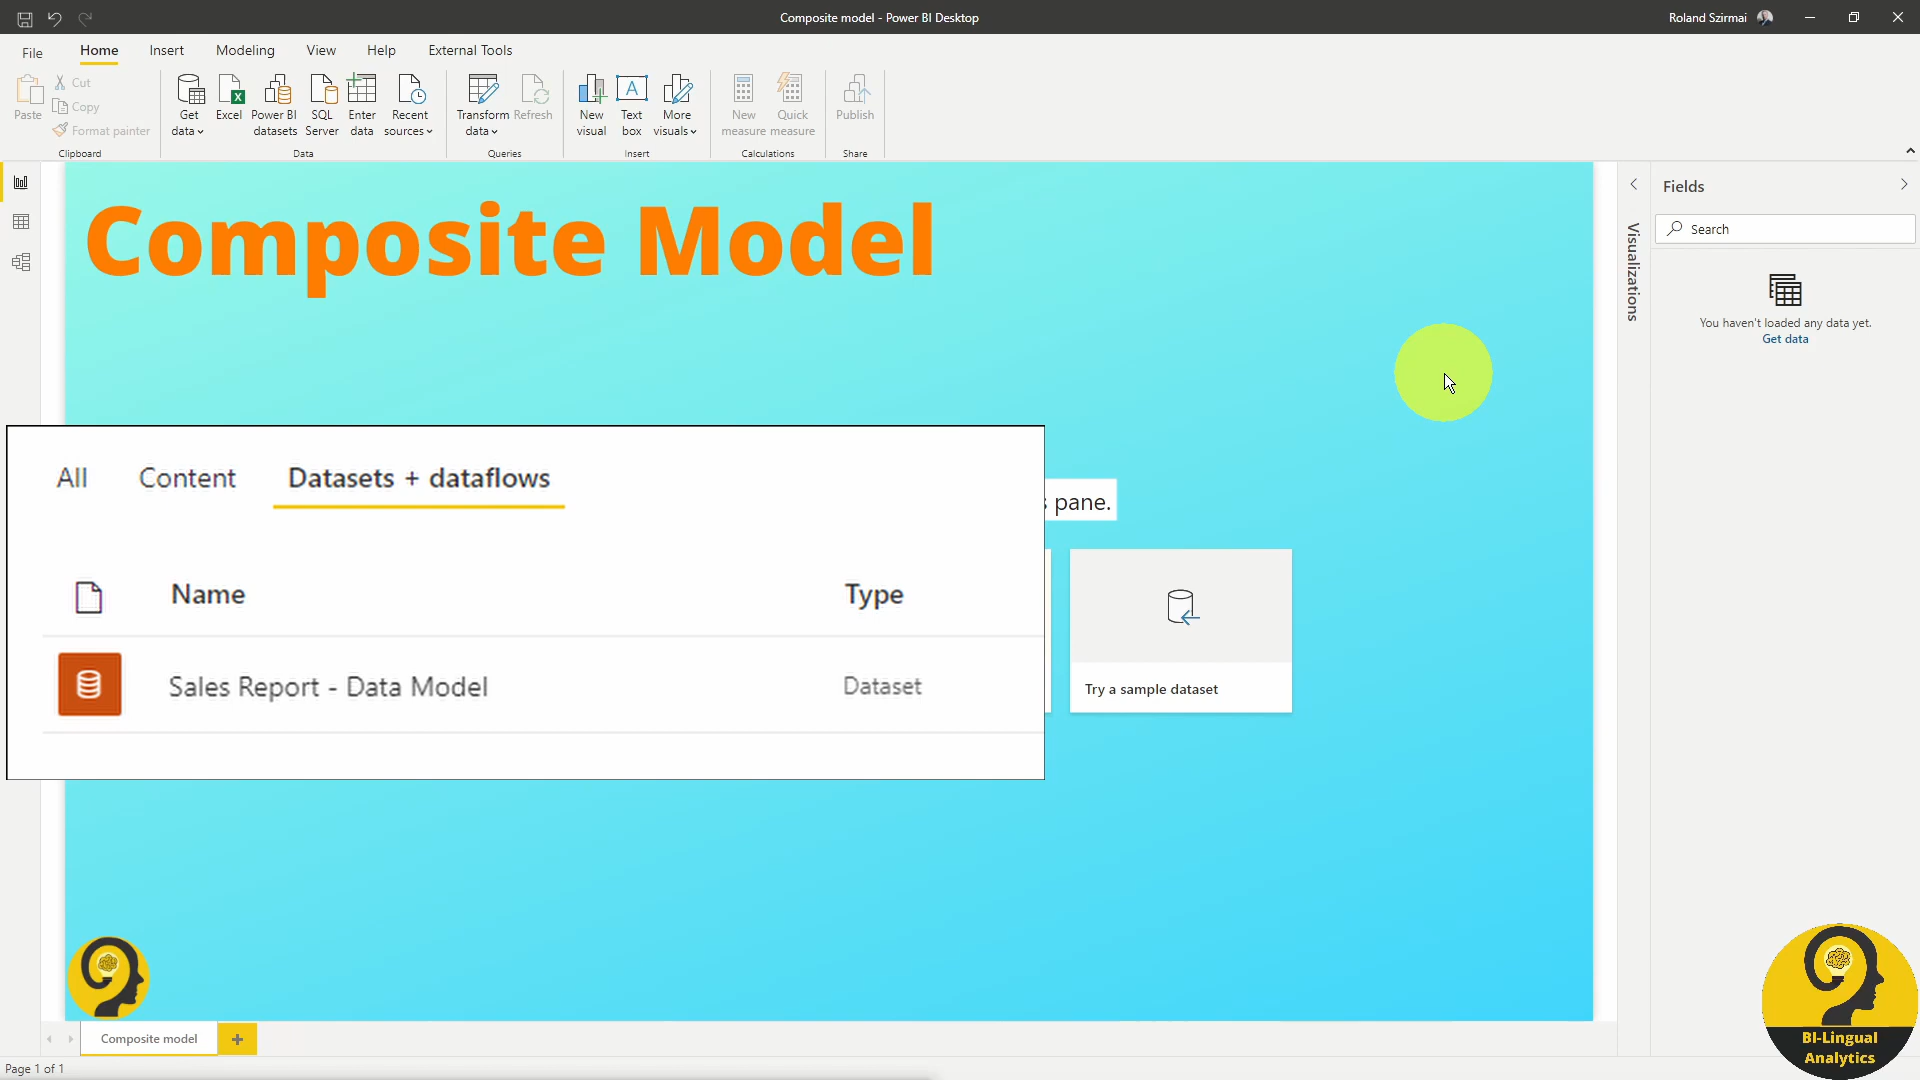 Composite model - Power BI Desktop
Roland Szirmai
File
Home
Insert
Modeling
View
Help
External Tools
Paste
Cut
Copy
Format painter
Clipboard
Get data
Excel
Power BI datasets
SQL Server
Enter data
Recent sources
Data
Transform data
Refresh
Queries
New visual
Text box
More visuals
Insert
New measure
Quick measure
Calculations
Publish
Share
Composite Model
All
Content
Datasets + dataflows
Name
Type
Sales Report - Data Model
Dataset
pane.
Try a sample dataset
Visualizations
Fields
Search
You haven't loaded any data yet.
Get data
BI-Lingual
Analytics
Composite model
Page 1 of 1